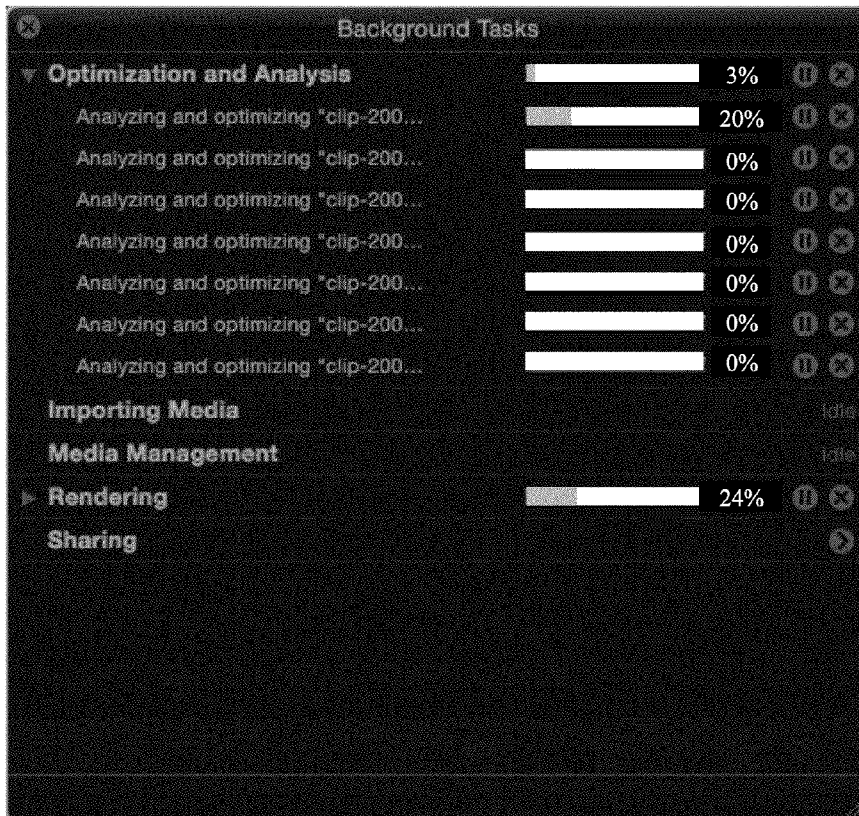 Background Tasks
Optimization and Analysis 3%
Analyzing and optimizing "clip-200... 20%
Analyzing and optimizing "clip-200... 0%
Analyzing and optimizing "clip-200... 0%
Analyzing and optimizing "clip-200... 0%
Analyzing and optimizing "clip-200... 0%
Analyzing and optimizing "clip-200... 0%
Analyzing and optimizing "clip-200... 0%
Importing Media Idle
Media Management Idle
Rendering 24%
Sharing